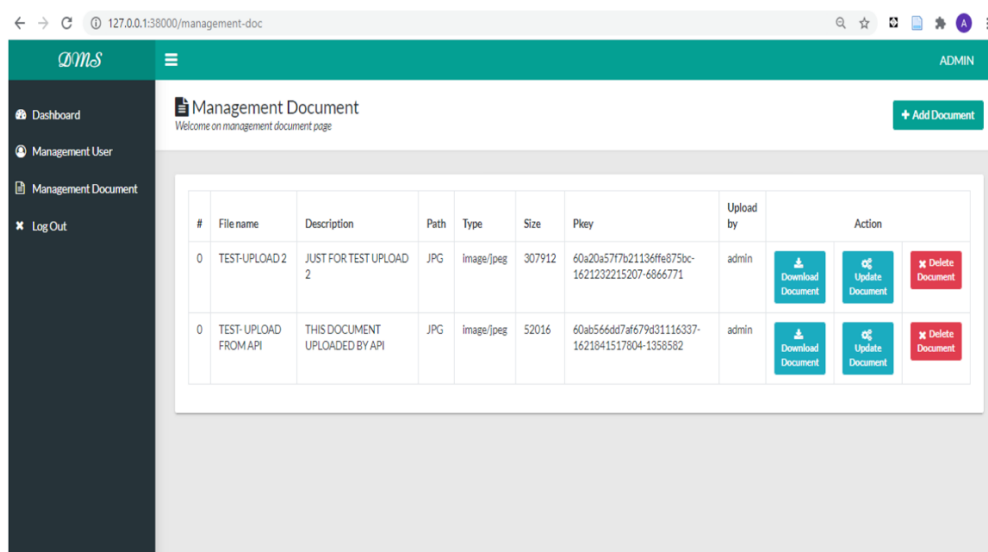 127.0.0.1:38000/management-doc
A
DMS
ADMIN
Dashboard
Management User
Management Document
Log Out
Management Document
Welcome on management document page
+ Add Document
# File name Description Path Type Size Pkey Upload by Action
0 TEST-UPLOAD 2 JUST FOR TEST UPLOAD 2 JPG image/jpeg 307912 60a20a57f7b21136ffe875bc-1621232215207-6866771 admin Download Document Update Document Delete Document
0 TEST- UPLOAD FROM API THIS DOCUMENT UPLOADED BY API JPG image/jpeg 52016 60ab566dd7af679d31116337-1621841517804-1358582 admin Download Document Update Document Delete Document